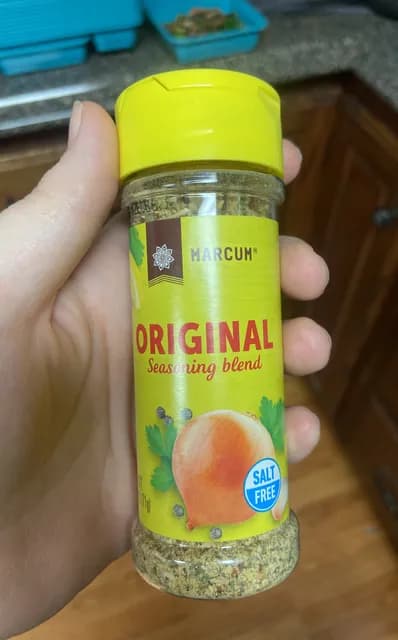 MARCUM®
ORIGINAL
Seasoning blend
SALT
FREE